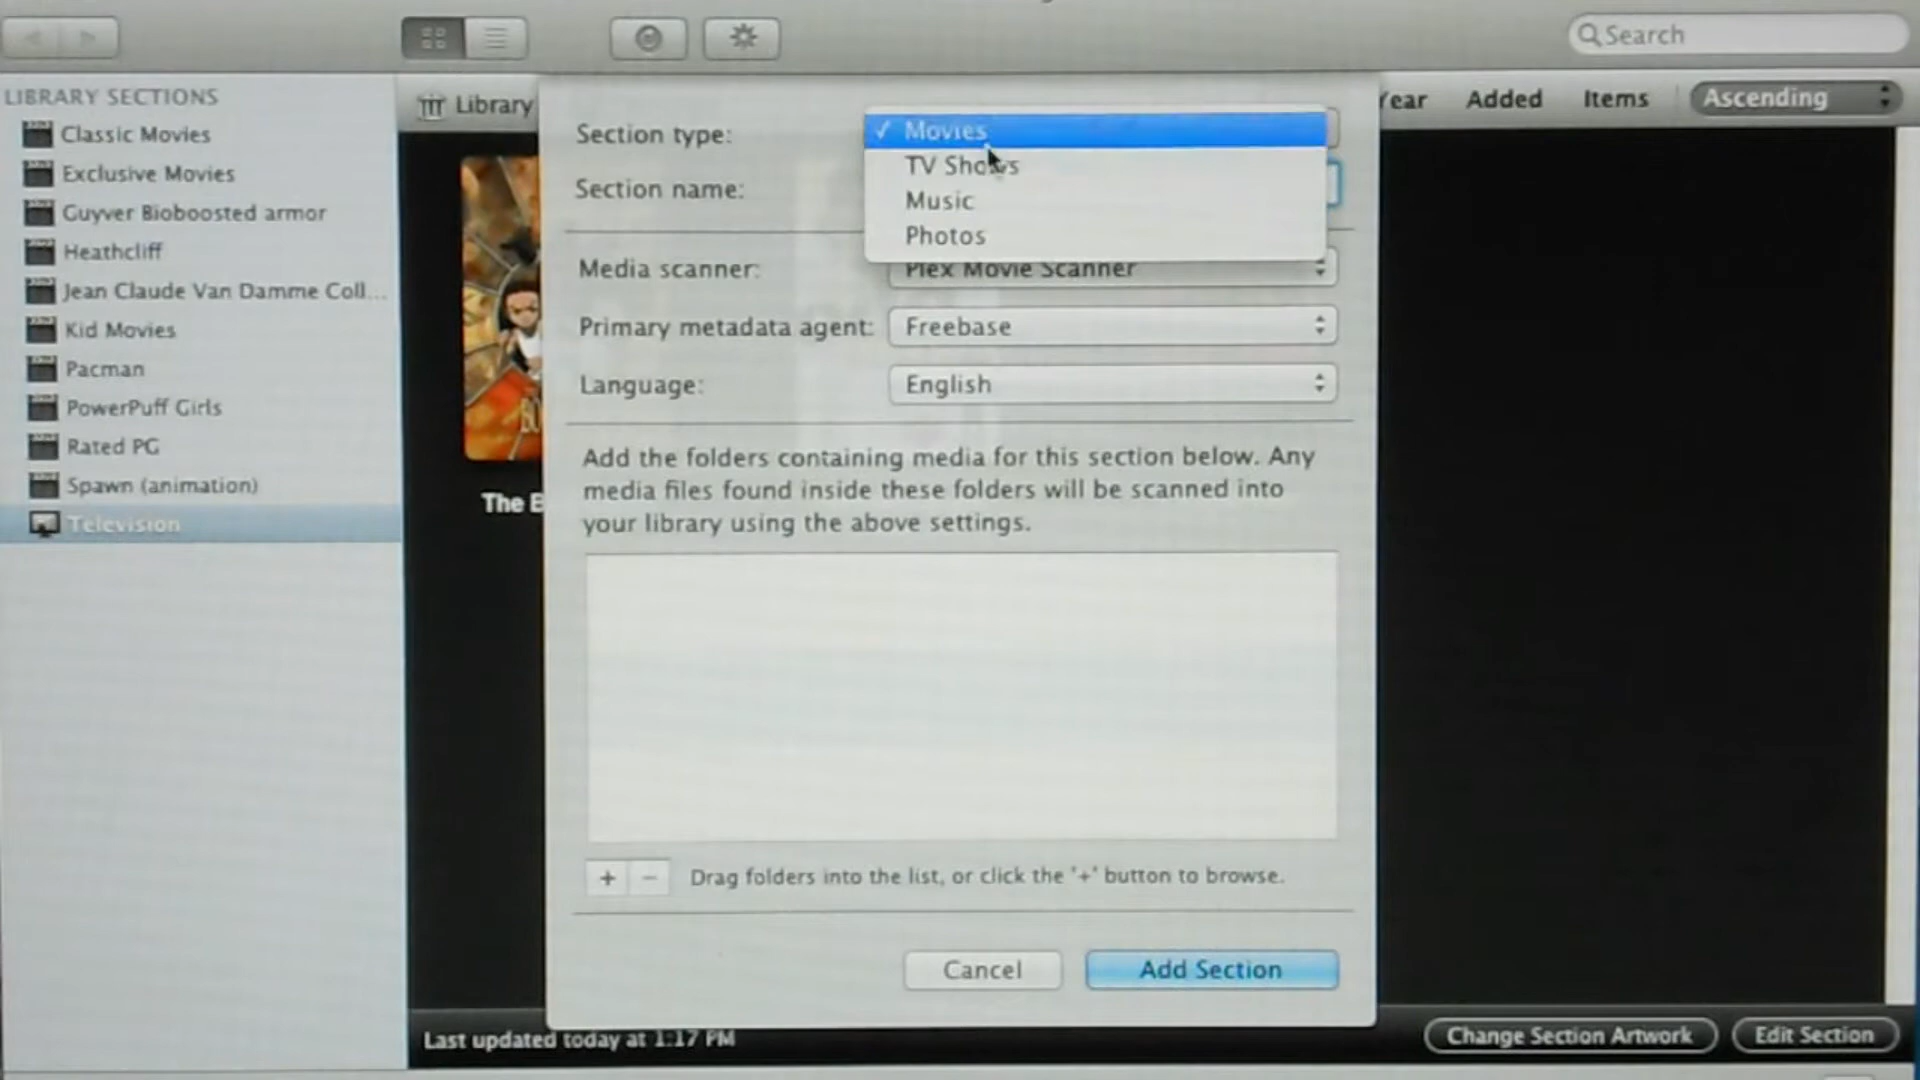 Search
LIBRARY SECTIONS
Classic Movies
Exclusive Movies
Guyver Bioboosted armor
Heathcliff
Jean Claude Van Damme Coll...
Kid Movies
Pacman
PowerPuff Girls
Rated PG
Spawn (animation)
Television
Library
Year Added Items Ascending
The B
Section type:
✓ Movies
TV Shows
Music
Photos
Section name:
Media scanner: Plex Movie Scanner
Primary metadata agent: Freebase
Language: English
Add the folders containing media for this section below. Any
media files found inside these folders will be scanned into
your library using the above settings.
+ − Drag folders into the list, or click the '+' button to browse.
Cancel Add Section
Last updated today at 1:17 PM
Change Section Artwork Edit Section